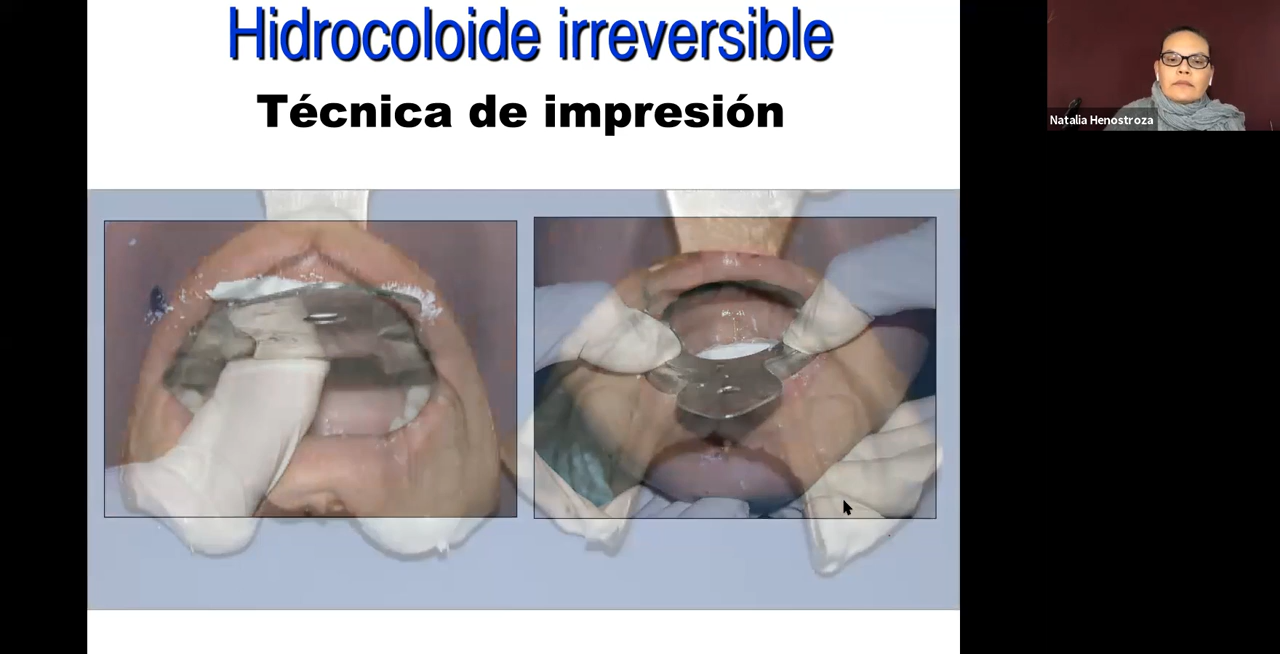 Hidrocoloide irreversible
Técnica de impresión
Natalia Henostroza